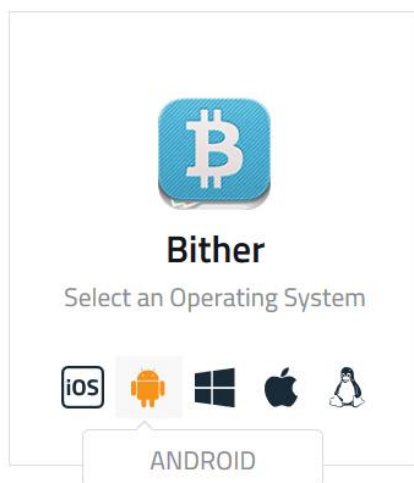 Bither
Select an Operating System
iOS
ANDROID